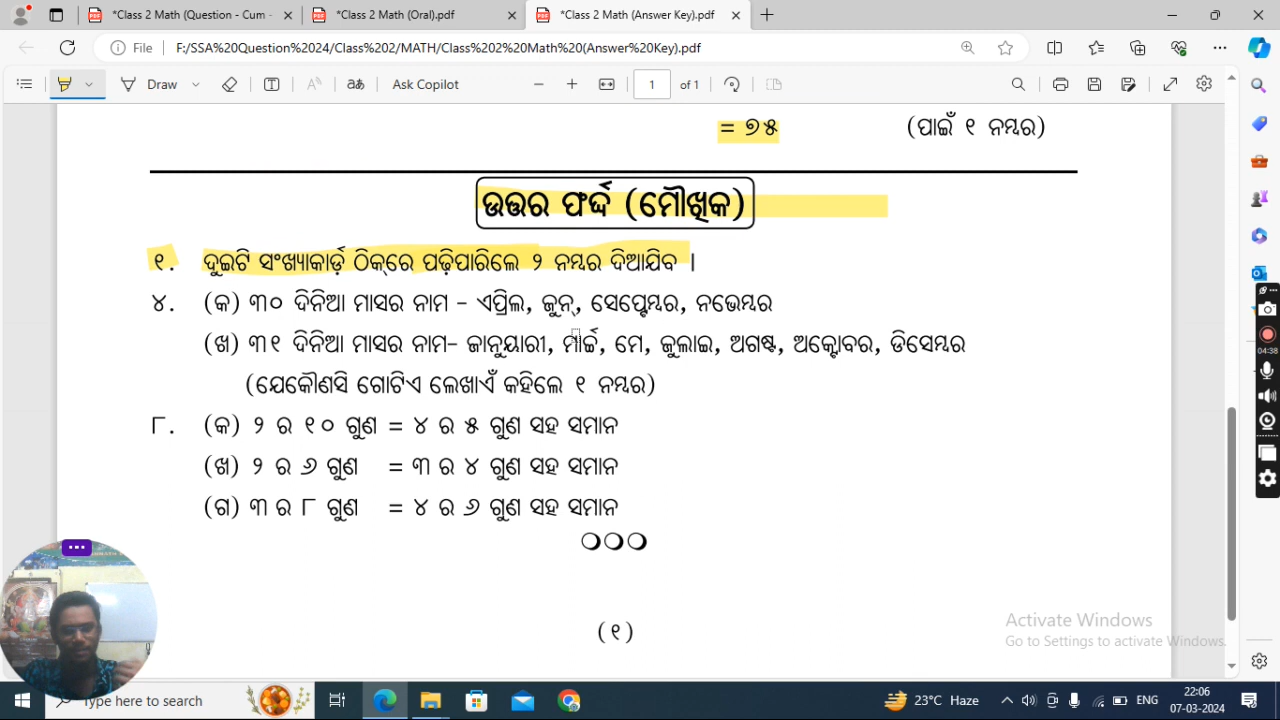 *Class 2 Math (Question - Cum -
*Class 2 Math (Oral).pdf
*Class 2 Math (Answer Key).pdf
File
F:/SSA%20Question%2024/Class%202/MATH/Class%202%20Math%20(Answer%20Key).pdf
Draw
Ask Copilot
1 of 1
= ୭୫ (ପାଇଁ ୧ ନମ୍ବର)
ଉତ୍ତର ଫର୍ଦ୍ଦ (ମୌଖିକ)
୧. ଦୁଇଟି ସଂଖ୍ୟାକାର୍ଡ଼ ଠିକ୍‌ରେ ପଢ଼ିପାରିଲେ ୨ ନମ୍ବର ଦିଆଯିବ ।
୪. (କ) ୩୦ ଦିନିଆ ମାସର ନାମ - ଏପ୍ରିଲ, ଜୁନ୍, ସେପ୍ଟେମ୍ବର, ନଭେମ୍ବର
(ଖ) ୩୧ ଦିନିଆ ମାସର ନାମ- ଜାନୁୟାରୀ, ମାର୍ଚ୍ଚ, ମେ, ଜୁଲାଇ, ଅଗଷ୍ଟ, ଅକ୍ଟୋବର, ଡିସେମ୍ବର
(ଯେକୌଣସି ଗୋଟିଏ ଲେଖାଏଁ କହିଲେ ୧ ନମ୍ବର)
୮. (କ) ୨ ର ୧୦ ଗୁଣ = ୪ ର ୫ ଗୁଣ ସହ ସମାନ
(ଖ) ୨ ର ୬ ଗୁଣ = ୩ ର ୪ ଗୁଣ ସହ ସମାନ
(ଗ) ୩ ର ୮ ଗୁଣ = ୪ ର ୬ ଗୁଣ ସହ ସମାନ
(୧)
04:38
Activate Windows
Go to Settings to activate Windows.
Type here to search
23°C Haze
ENG
22:06
07-03-2024